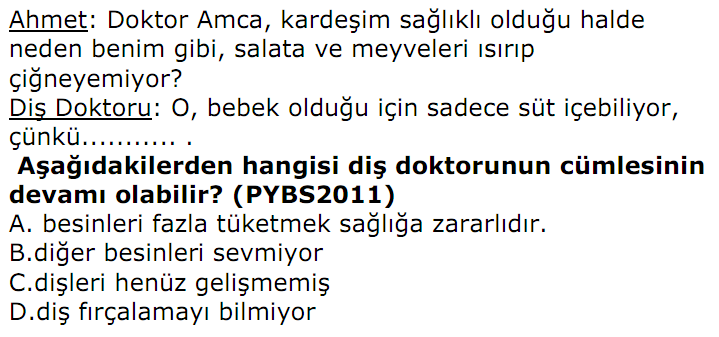 Ahmet: Doktor Amca, kardeşim sağlıklı olduğu halde
neden benim gibi, salata ve meyveleri ısırıp
çiğneyemiyor?
Diş Doktoru: O, bebek olduğu için sadece süt içebiliyor,
çünkü........... .
Aşağıdakilerden hangisi diş doktorunun cümlesinin
devamı olabilir? (PYBS2011)
A. besinleri fazla tüketmek sağlığa zararlıdır.
B.diğer besinleri sevmiyor
C.dişleri henüz gelişmemiş
D.diş fırçalamayı bilmiyor